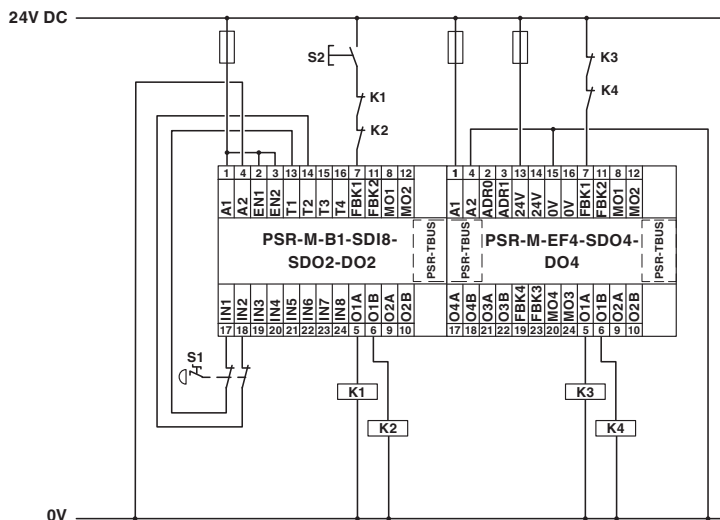 24V DC
S2
K1
K2
K3
K4
1 4 2 3 13 14 15 16 7 11 8 12
A1 A2 EN1 EN2 T1 T2 T3 T4 FBK1 FBK2 MO1 MO2
1 4 2 3 13 14 15 16 7 11 8 12
A1 A2 ADR0 ADR1 24V 24V 0V 0V FBK1 FBK2 MO1 MO2
PSR-M-B1-SDI8-
SDO2-DO2
PSR-TBUS
PSR-TBUS
PSR-M-EF4-SDO4-
DO4
PSR-TBUS
IN1 IN2 IN3 IN4 IN5 IN6 IN7 IN8 O1A O1B O2A O2B
17 18 19 20 21 22 23 24 5 6 9 10
O4A O4B O3A O3B FBK4 FBK3 MO4 MO3 O1A O1B O2A O2B
17 18 21 22 19 23 20 24 5 6 9 10
S1
K1
K2
K3
K4
0V